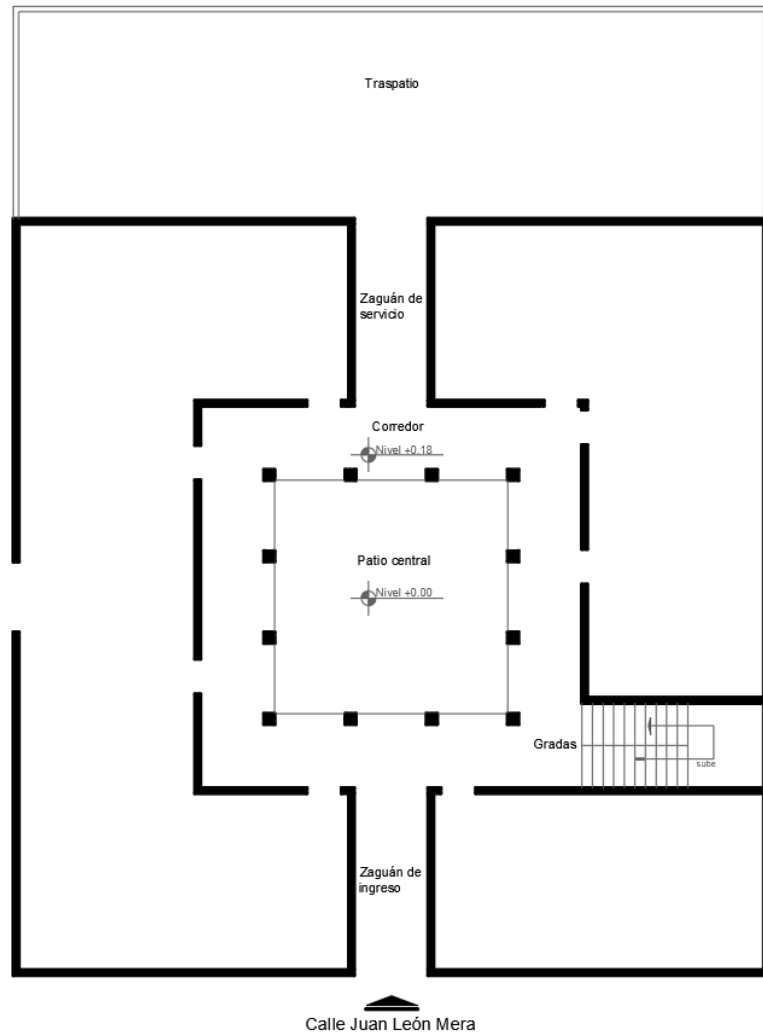 Traspatio
Zaguán de
servicio
Corredor
Nivel +0.18
Patio central
Nivel +0.00
Gradas
sube
Zaguán de
ingreso
Calle Juan León Mera